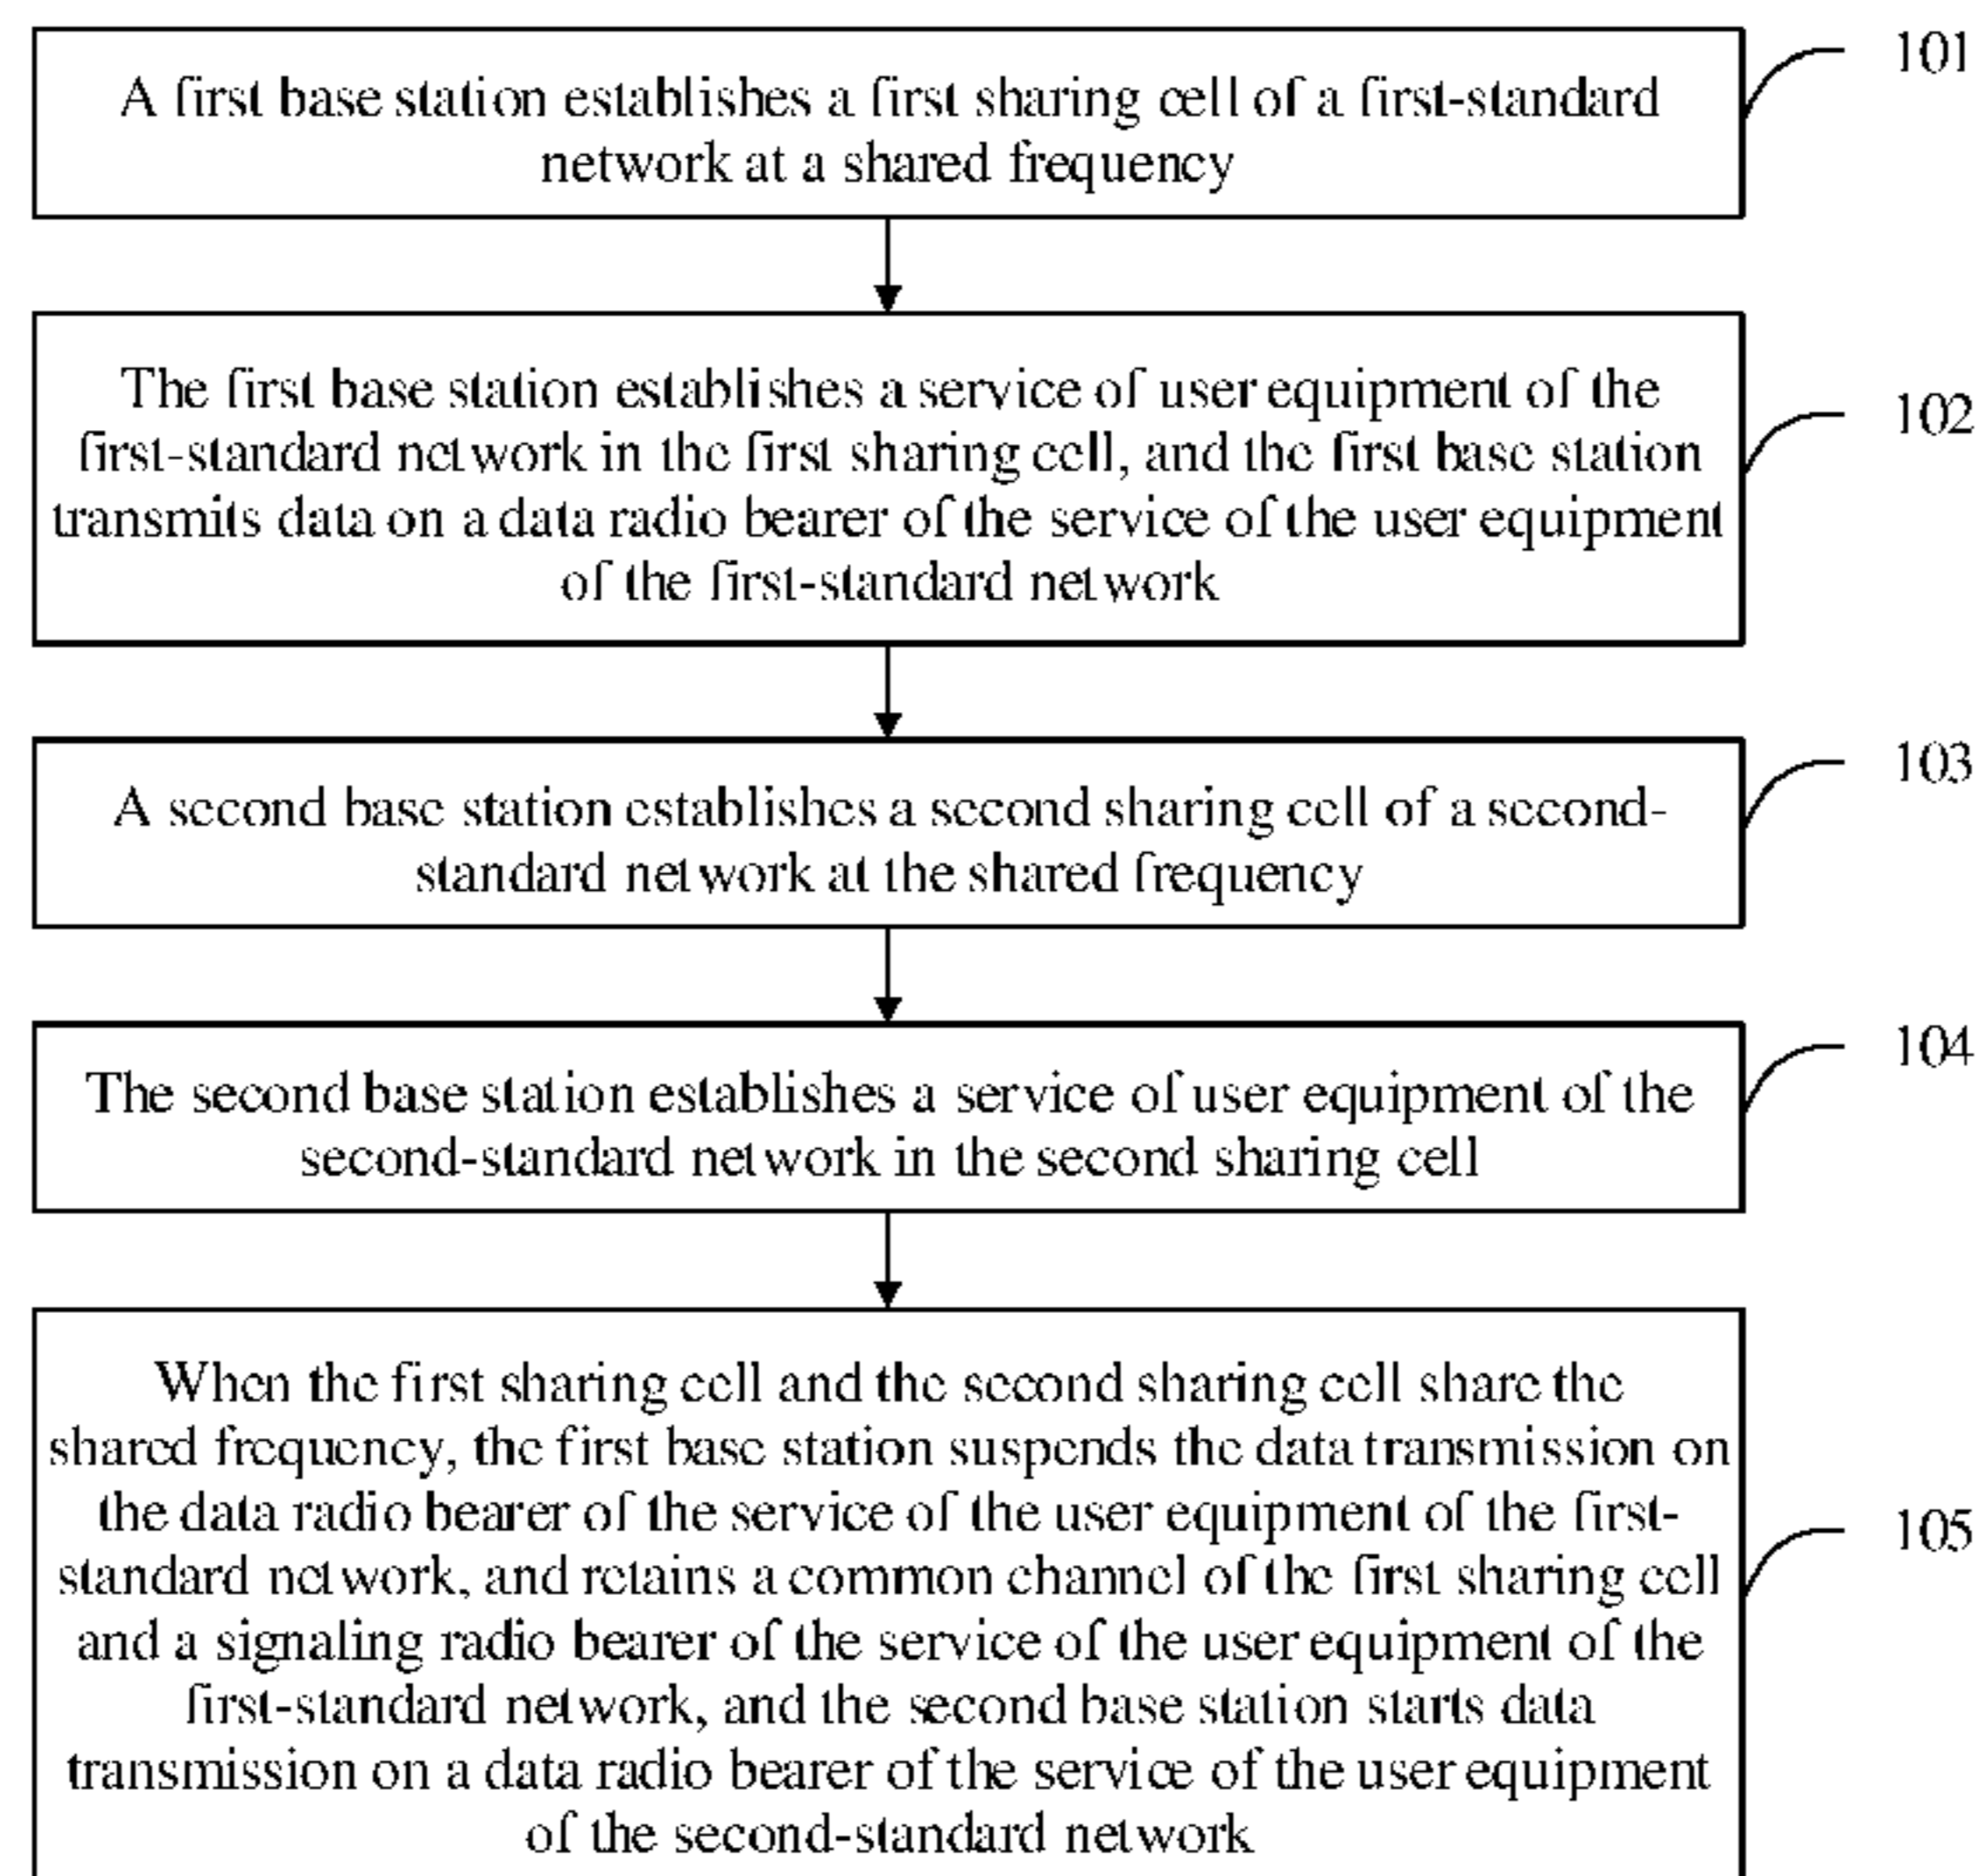 101
A first base station establishes a first sharing cell of a first-standard
network at a shared frequency
102
The first base station establishes a service of user equipment of the
first-standard network in the first sharing cell, and the first base station
transmits data on a data radio bearer of the service of the user equipment
of the first-standard network
103
A second base station establishes a second sharing cell of a second-
standard network at the shared frequency
104
The second base station establishes a service of user equipment of the
second-standard network in the second sharing cell
105
When the first sharing cell and the second sharing cell share the
shared frequency, the first base station suspends the data transmission on
the data radio bearer of the service of the user equipment of the first-
standard network, and retains a common channel of the first sharing cell
and a signaling radio bearer of the service of the user equipment of the
first-standard network, and the second base station starts data
transmission on a data radio bearer of the service of the user equipment
of the second-standard network